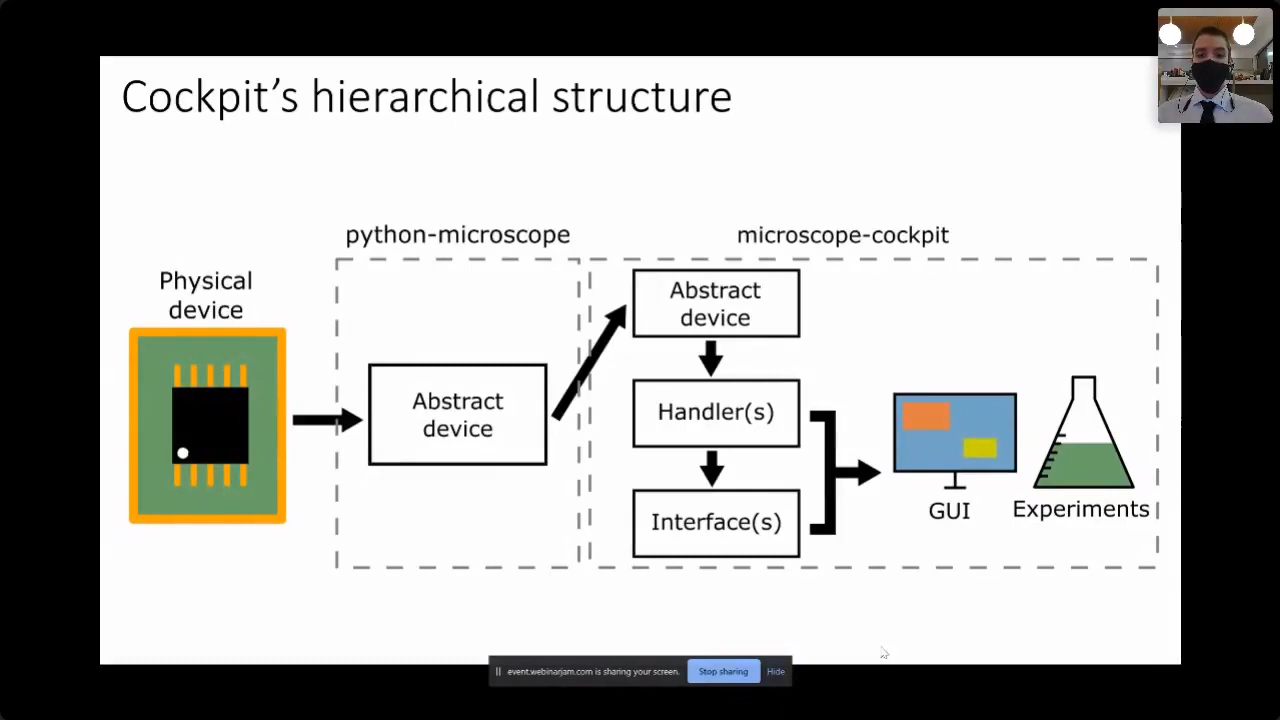 Cockpit's hierarchical structure
python-microscope
microscope-cockpit
Physical
device
Abstract
device
Abstract
device
Handler(s)
Interface(s)
GUI
Experiments
event.webinarjam.com is sharing your screen.
Stop sharing
Hide